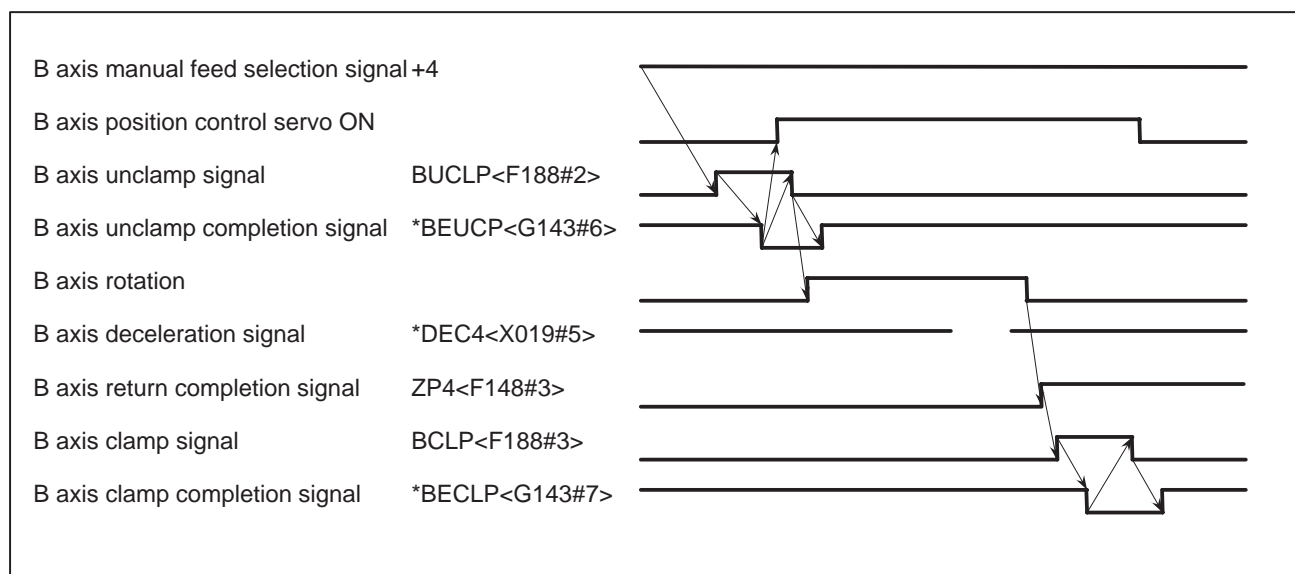 B axis manual feed selection signal +4
B axis position control servo ON
B axis unclamp signal BUCLP<F188#2>
B axis unclamp completion signal *BEUCP<G143#6>
B axis rotation
B axis deceleration signal *DEC4<X019#5>
B axis return completion signal ZP4<F148#3>
B axis clamp signal BCLP<F188#3>
B axis clamp completion signal *BECLP<G143#7>